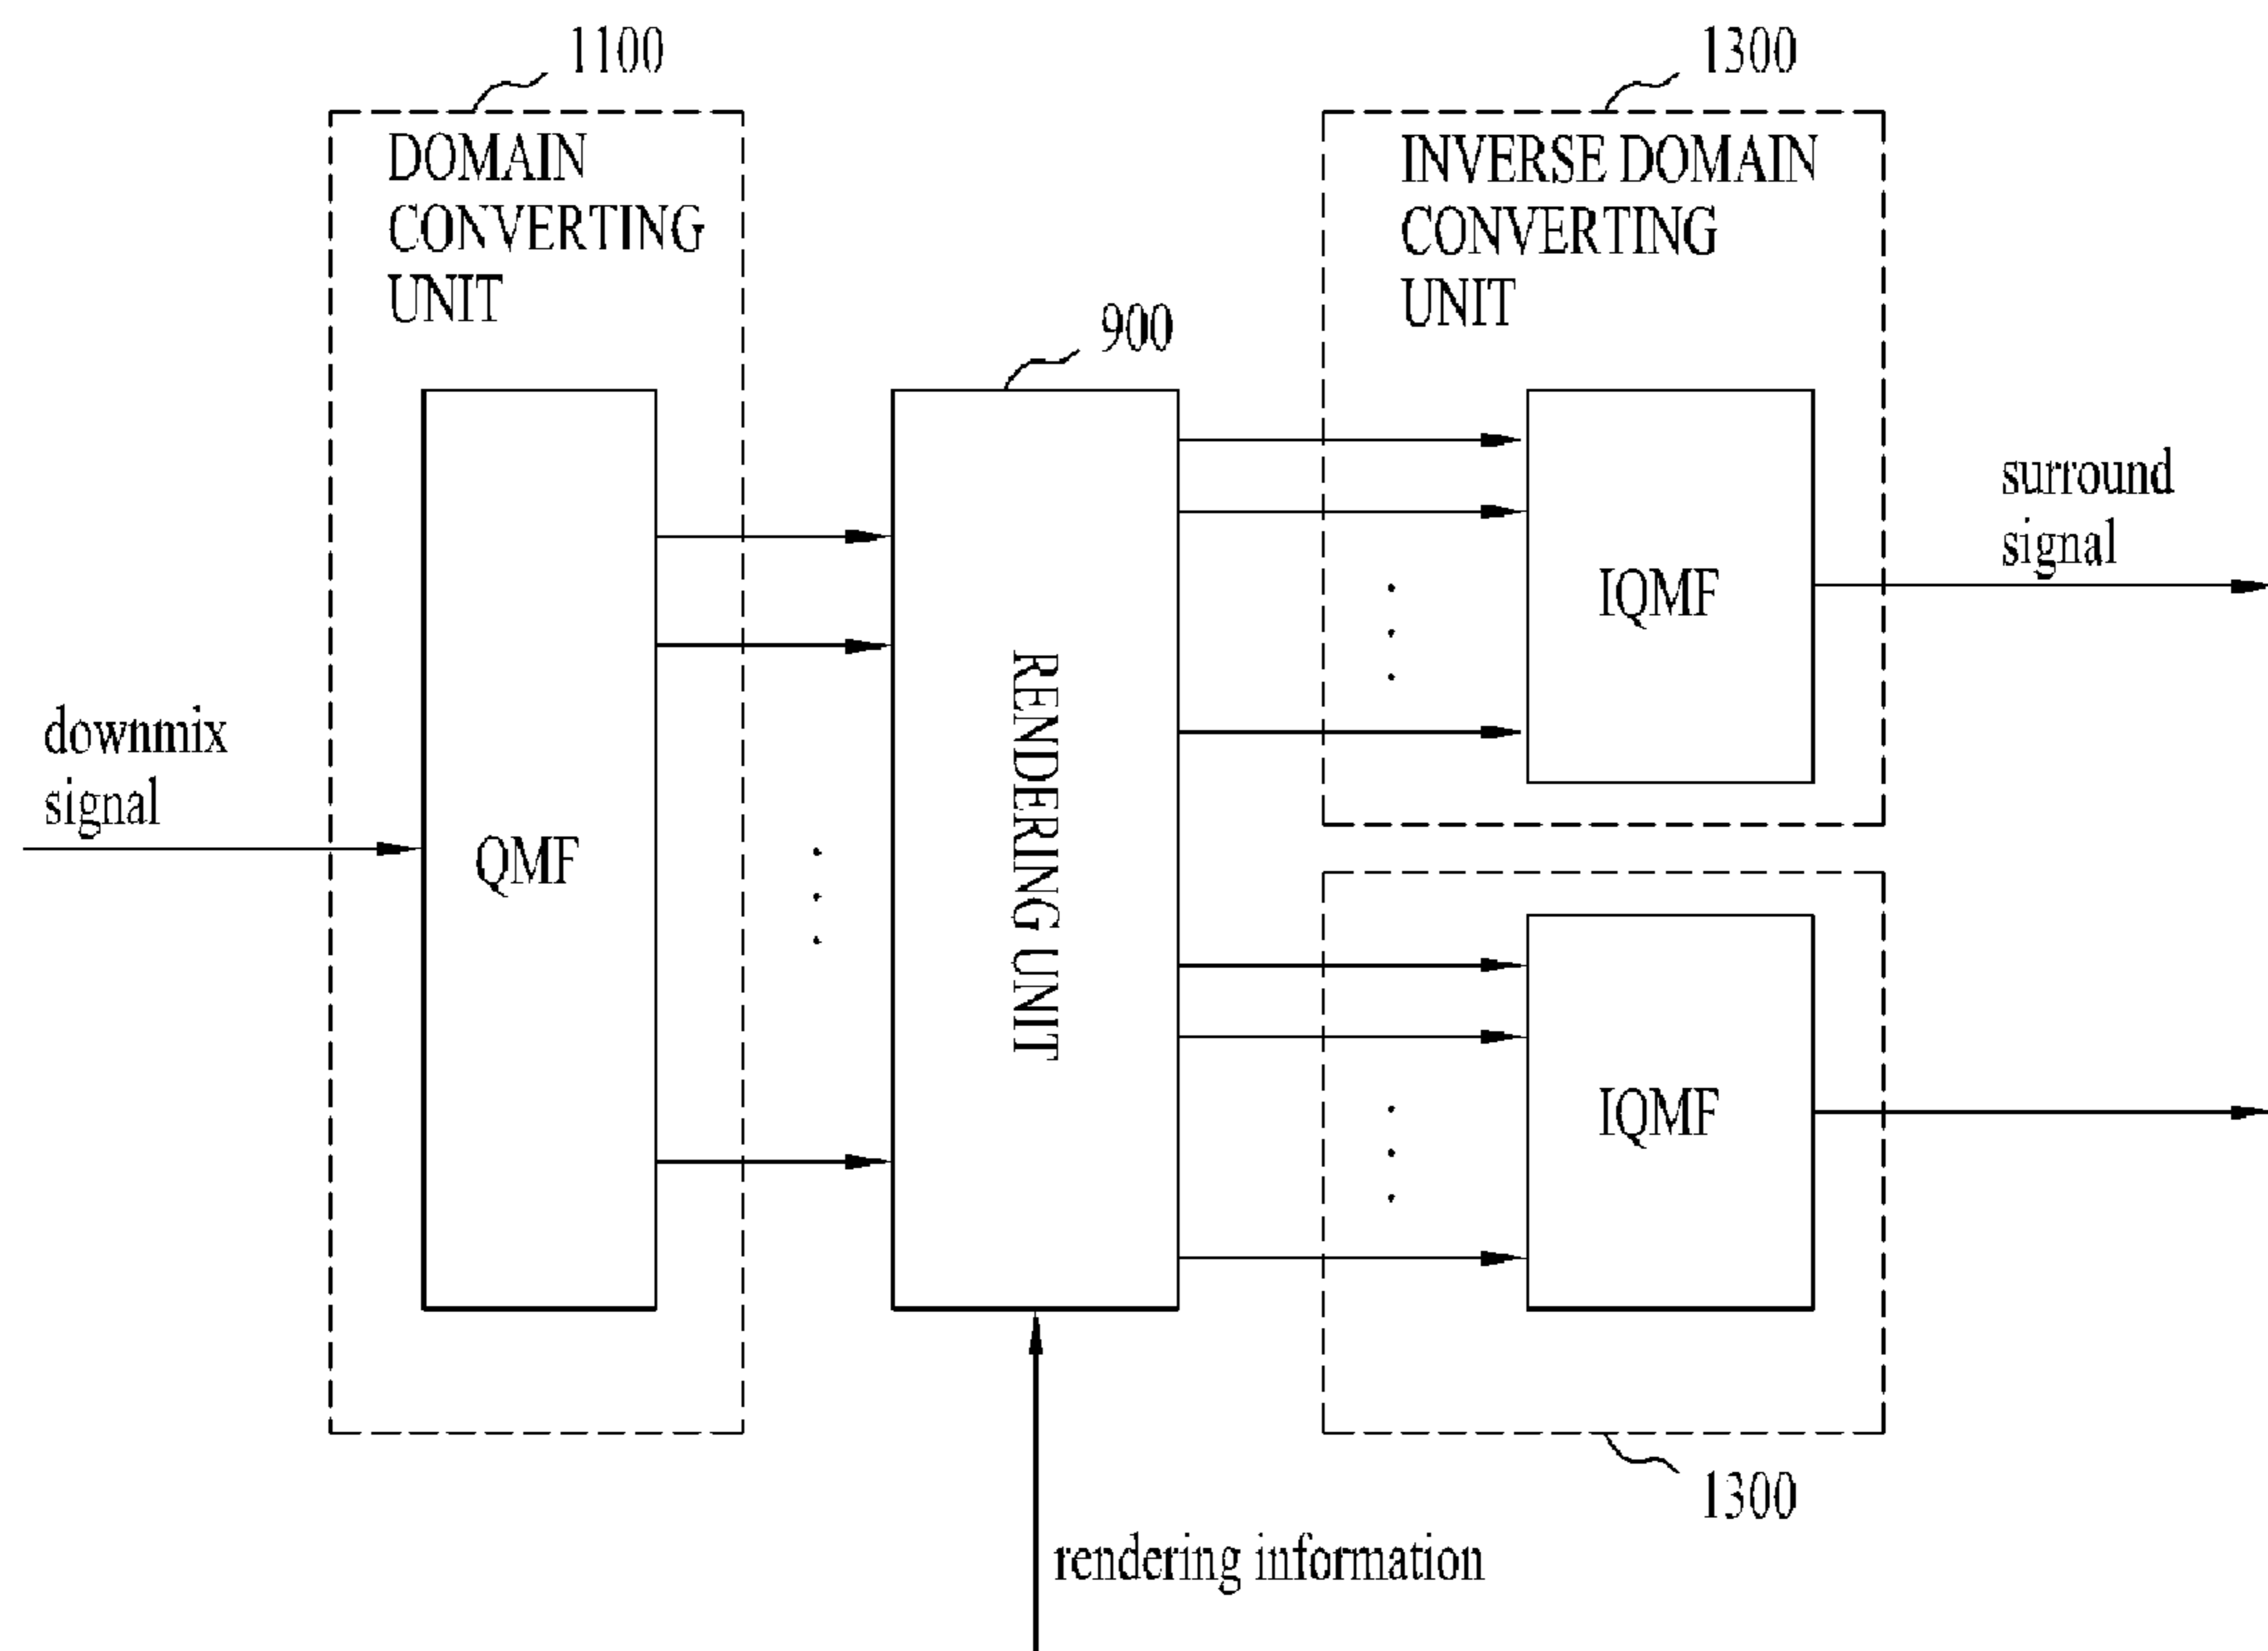 1100
DOMAIN
CONVERTING
UNIT
1300
INVERSE DOMAIN
CONVERTING
UNIT
900
downmix
signal
QMF
RENDERING UNIT
IQMF
surround
signal
IQMF
1300
rendering information